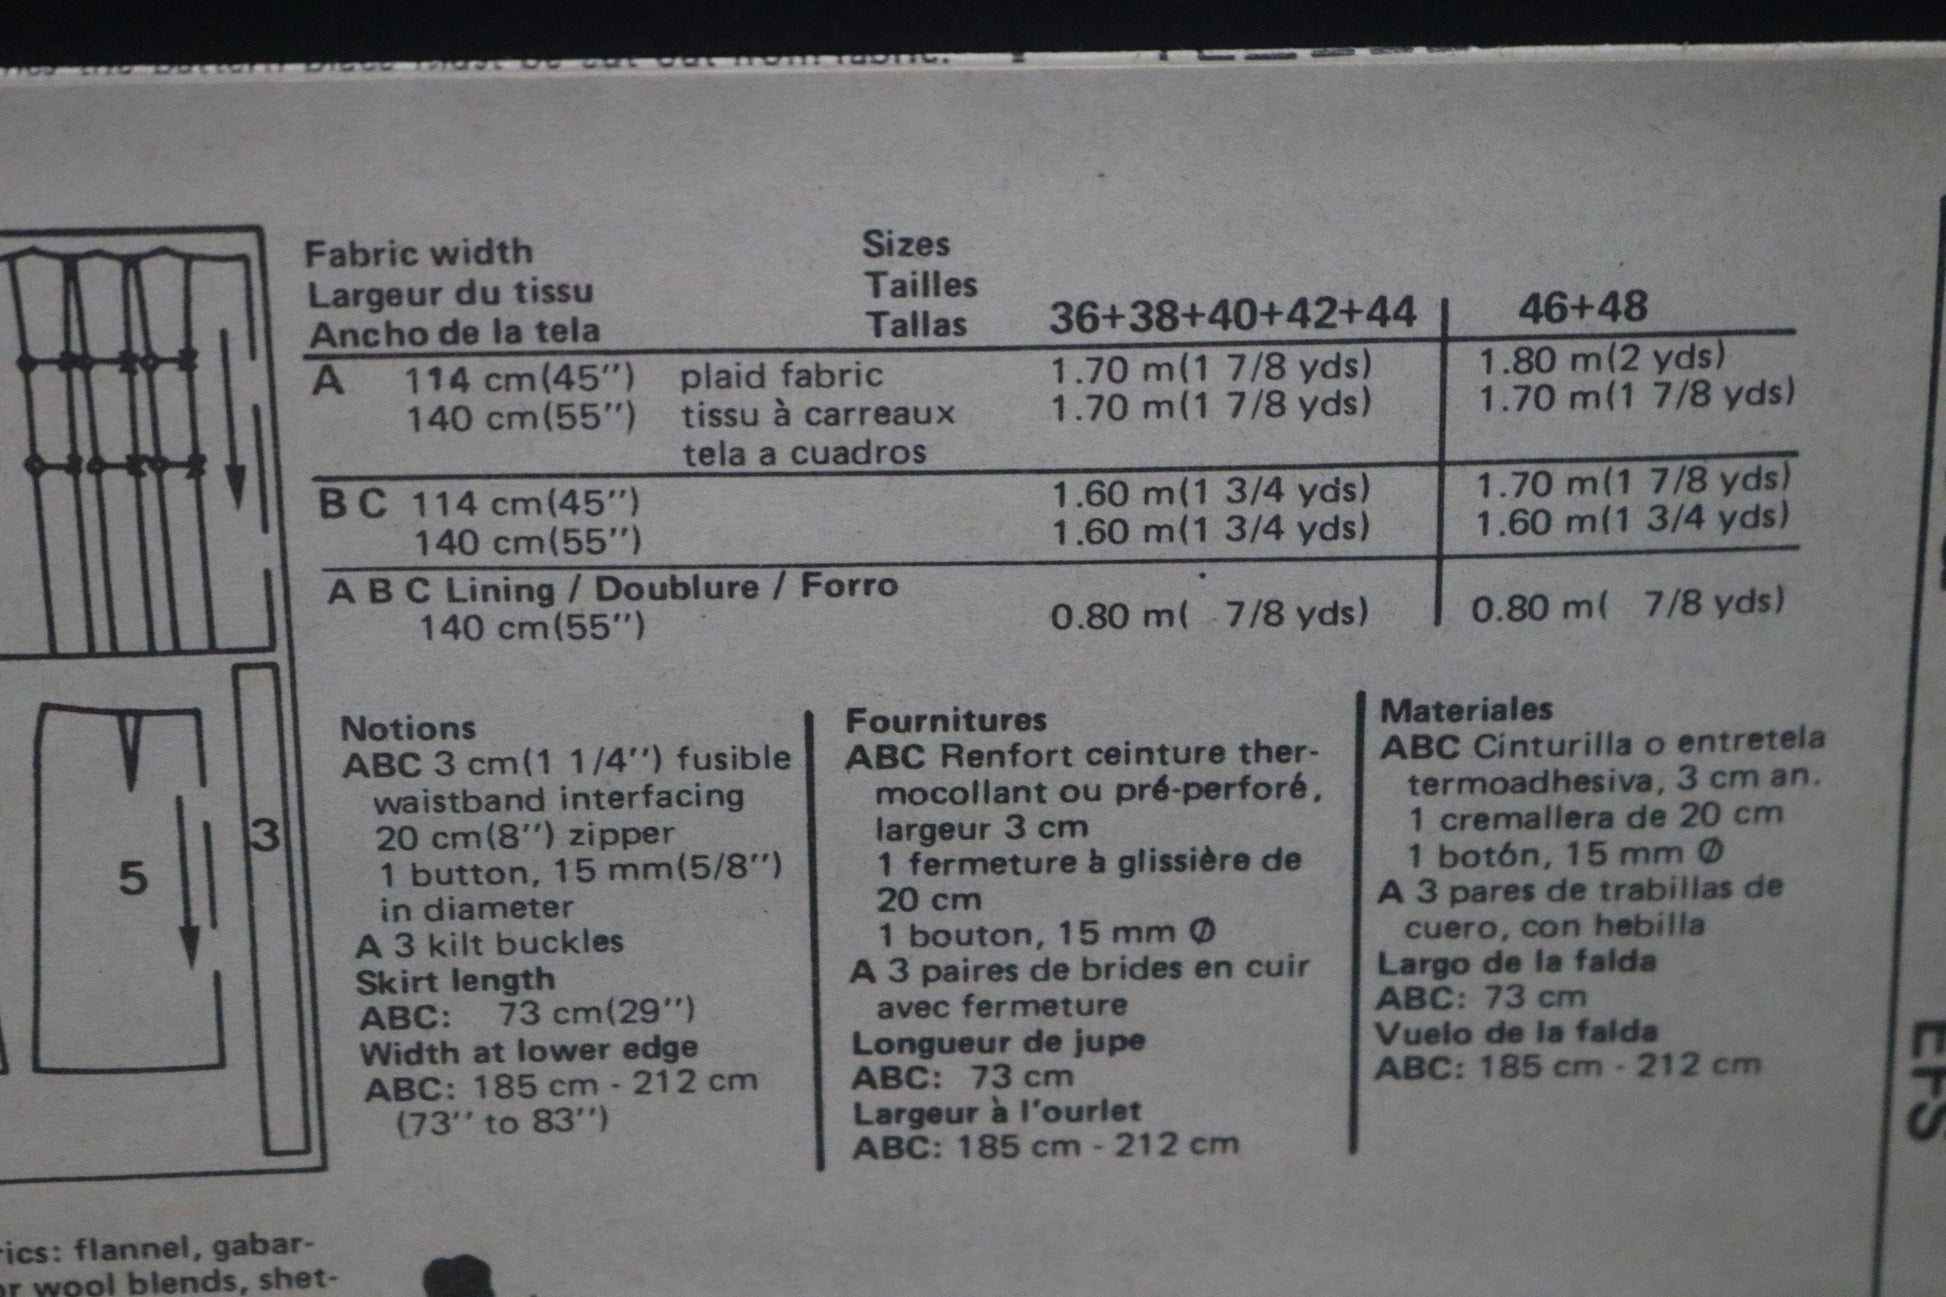 the pattern piece must be cut out from fabric.
Fabric width
Largeur du tissu
Ancho de la tela
Sizes
Tailles
Tallas
36+38+40+42+44
46+48
A 114 cm(45'') plaid fabric 1.70 m(1 7/8 yds) 1.80 m(2 yds)
140 cm(55'') tissu à carreaux 1.70 m(1 7/8 yds) 1.70 m(1 7/8 yds)
tela a cuadros
B C 114 cm(45'') 1.60 m(1 3/4 yds) 1.70 m(1 7/8 yds)
140 cm(55'') 1.60 m(1 3/4 yds) 1.60 m(1 3/4 yds)
A B C Lining / Doublure / Forro
140 cm(55'') 0.80 m( 7/8 yds) 0.80 m( 7/8 yds)
5
3
Notions
ABC 3 cm(1 1/4'') fusible
waistband interfacing
20 cm(8'') zipper
1 button, 15 mm(5/8'')
in diameter
A 3 kilt buckles
Skirt length
ABC: 73 cm(29'')
Width at lower edge
ABC: 185 cm - 212 cm
(73'' to 83'')
Fournitures
ABC Renfort ceinture ther-
mocollant ou pré-perforé,
largeur 3 cm
1 fermeture à glissière de
20 cm
1 bouton, 15 mm Ø
A 3 paires de brides en cuir
avec fermeture
Longueur de jupe
ABC: 73 cm
Largeur à l'ourlet
ABC: 185 cm - 212 cm
Materiales
ABC Cinturilla o entretela
termoadhesiva, 3 cm an.
1 cremallera de 20 cm
1 botón, 15 mm Ø
A 3 pares de trabillas de
cuero, con hebilla
Largo de la falda
ABC: 73 cm
Vuelo de la falda
ABC: 185 cm - 212 cm
rics: flannel, gabar-
or wool blends, shet-
EFS